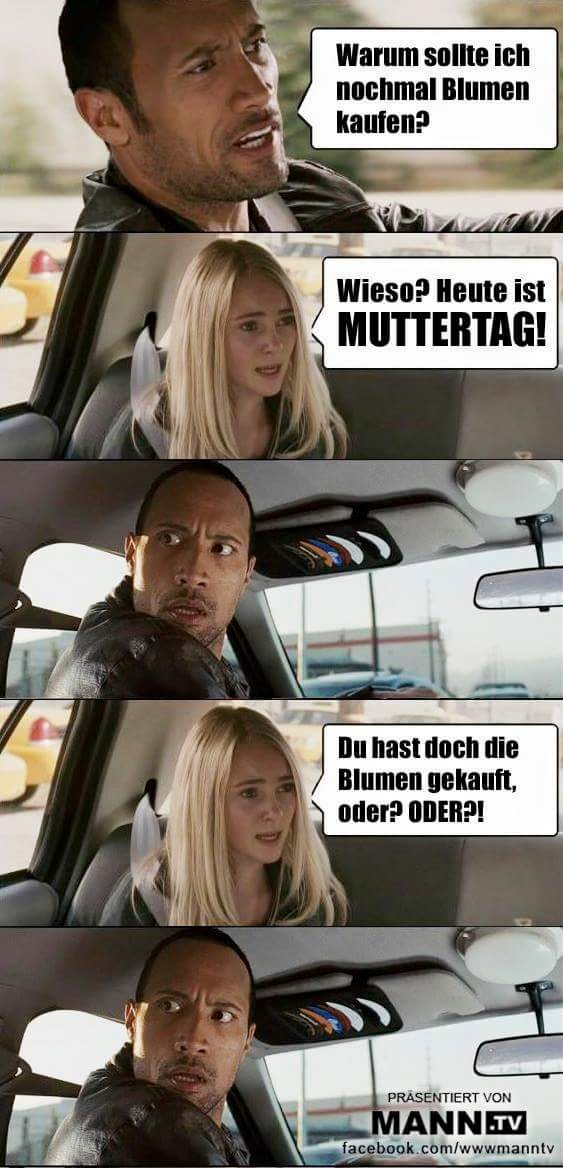 Warum sollte ich
nochmal Blumen
kaufen?
Wieso? Heute ist
MUTTERTAG!
Du hast doch die
Blumen gekauft,
oder? ODER?!
PRÄSENTIERT VON
MANN.TV
facebook.com/wwwmanntv